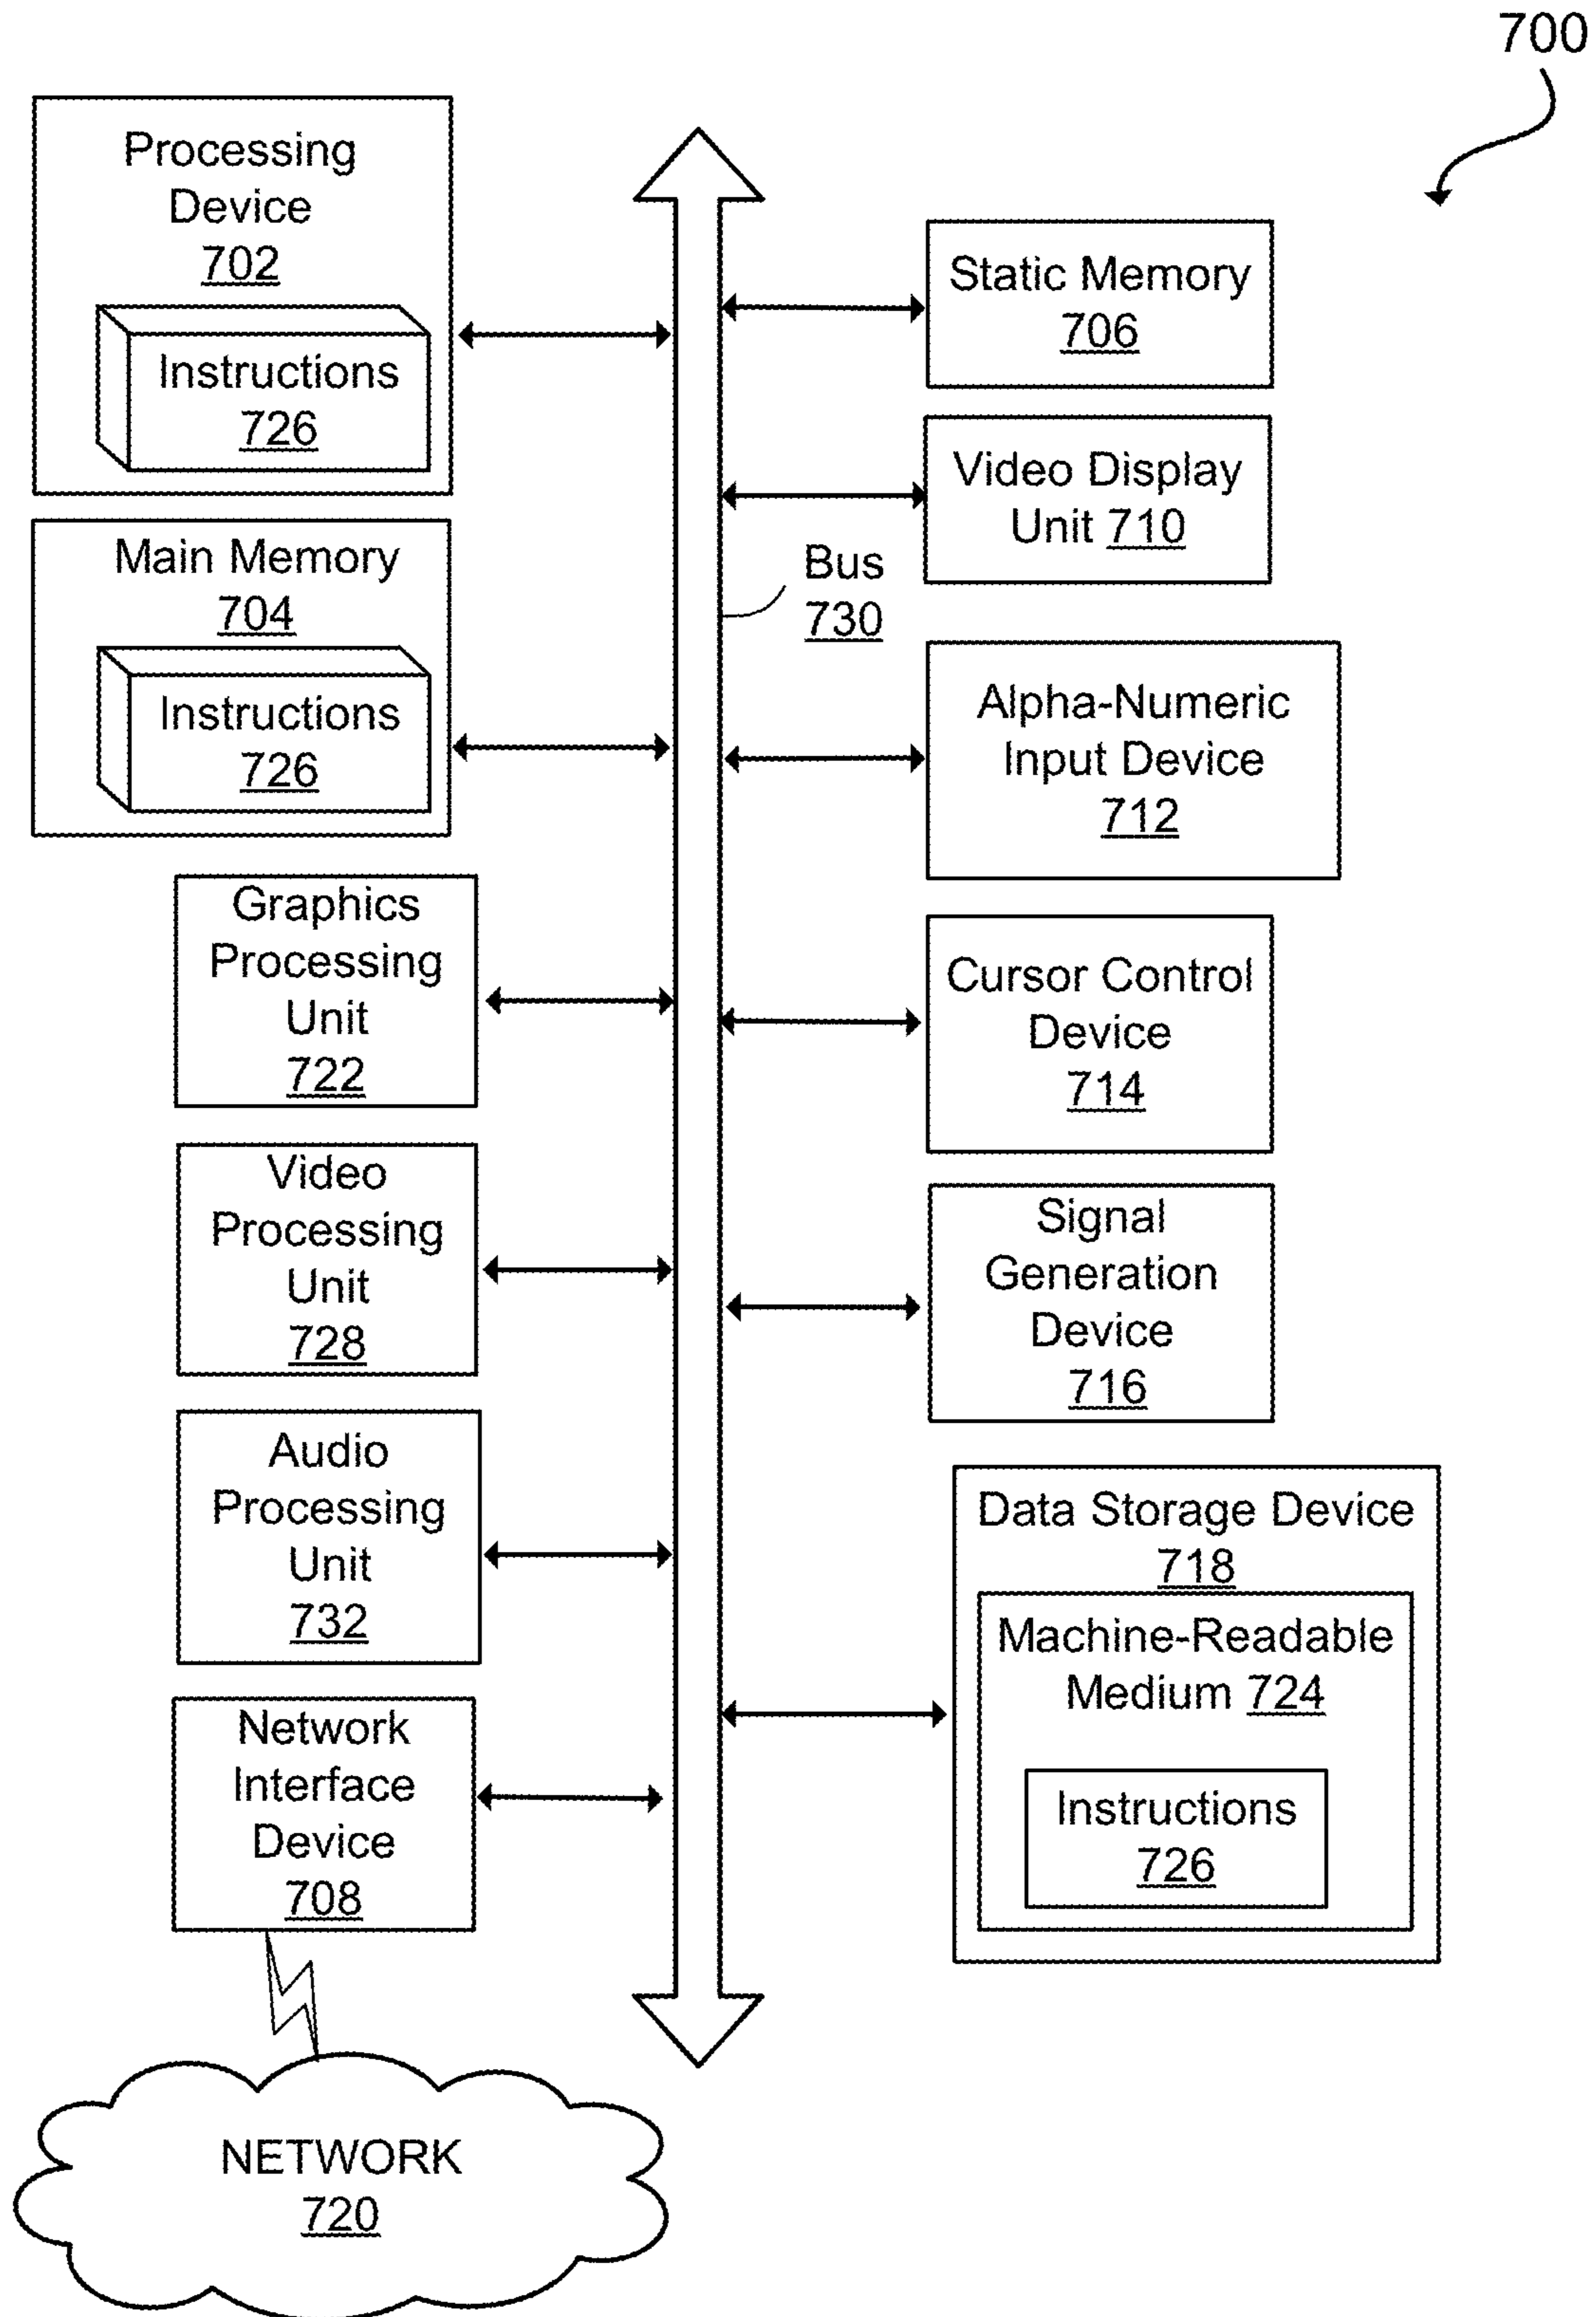 700
Processing
Device
702
Instructions
726
Main Memory
704
Instructions
726
Graphics
Processing
Unit
722
Video
Processing
Unit
728
Audio
Processing
Unit
732
Network
Interface
Device
708
NETWORK
720
Bus
730
Static Memory
706
Video Display
Unit 710
Alpha-Numeric
Input Device
712
Cursor Control
Device
714
Signal
Generation
Device
716
Data Storage Device
718
Machine-Readable
Medium 724
Instructions
726